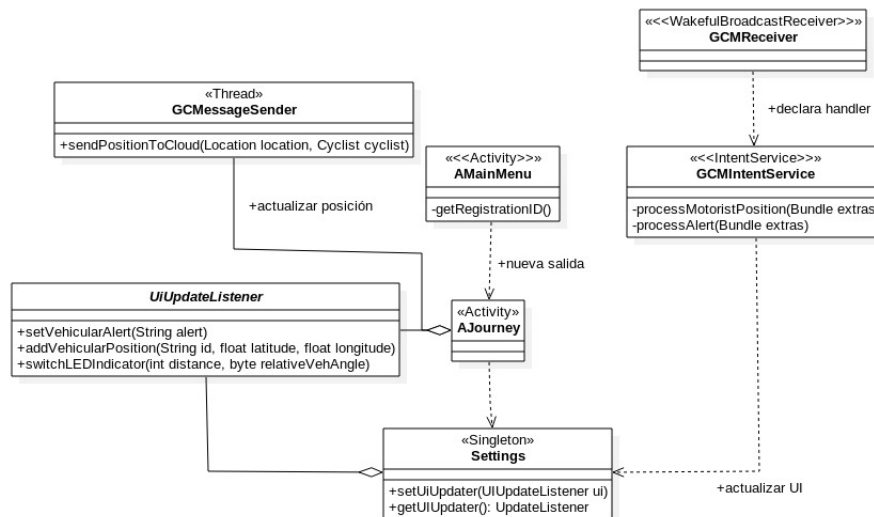 «<<WakefulBroadcastReceiver>>»
GCMReceiver
+declara handler
«Thread»
GCMessageSender
+sendPositionToCloud(Location location, Cyclist cyclist)
+actualizar posición
«<<Activity>>»
AMainMenu
-getRegistrationID()
+nueva salida
«<<IntentService>>»
GCMIntentService
-processMotoristPosition(Bundle extras)
-processAlert(Bundle extras)
UiUpdateListener
+setVehicularAlert(String alert)
+addVehicularPosition(String id, float latitude, float longitude)
+switchLEDIndicator(int distance, byte relativeVehAngle)
«Activity»
AJourney
«Singleton»
Settings
+setUiUpdater(UIUpdateListener ui)
+getUIUpdater(): UpdateListener
+actualizar UI